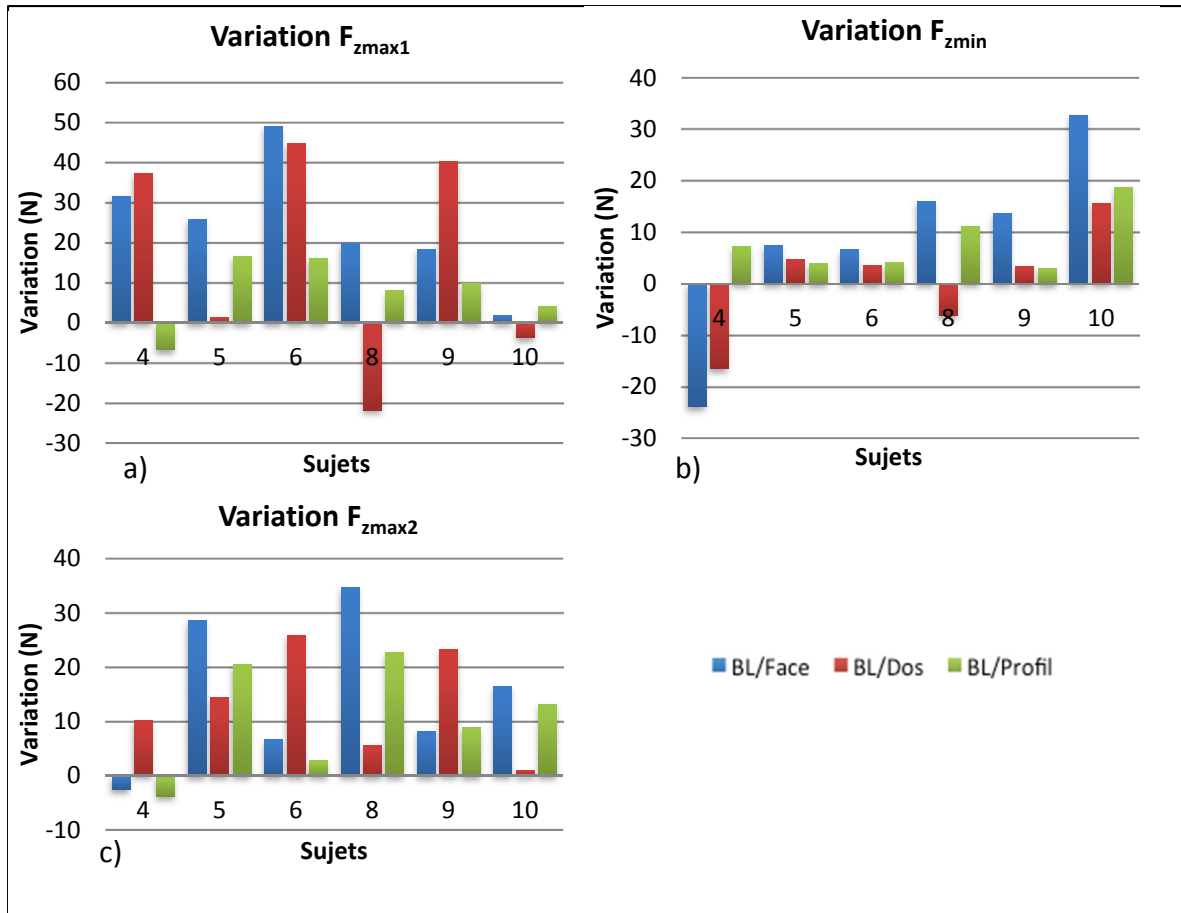 Variation Fzmax1
60
50
40
30
20
10
0
-10
-20
-30
Variation (N)
4 5 6 8 9 10
Sujets
a)
Variation Fzmin
40
30
20
10
0
-10
-20
-30
Variation (N)
4 5 6 8 9 10
Sujets
b)
Variation Fzmax2
40
30
20
10
0
-10
Variation (N)
4 5 6 8 9 10
Sujets
c)
BL/Face BL/Dos BL/Profil